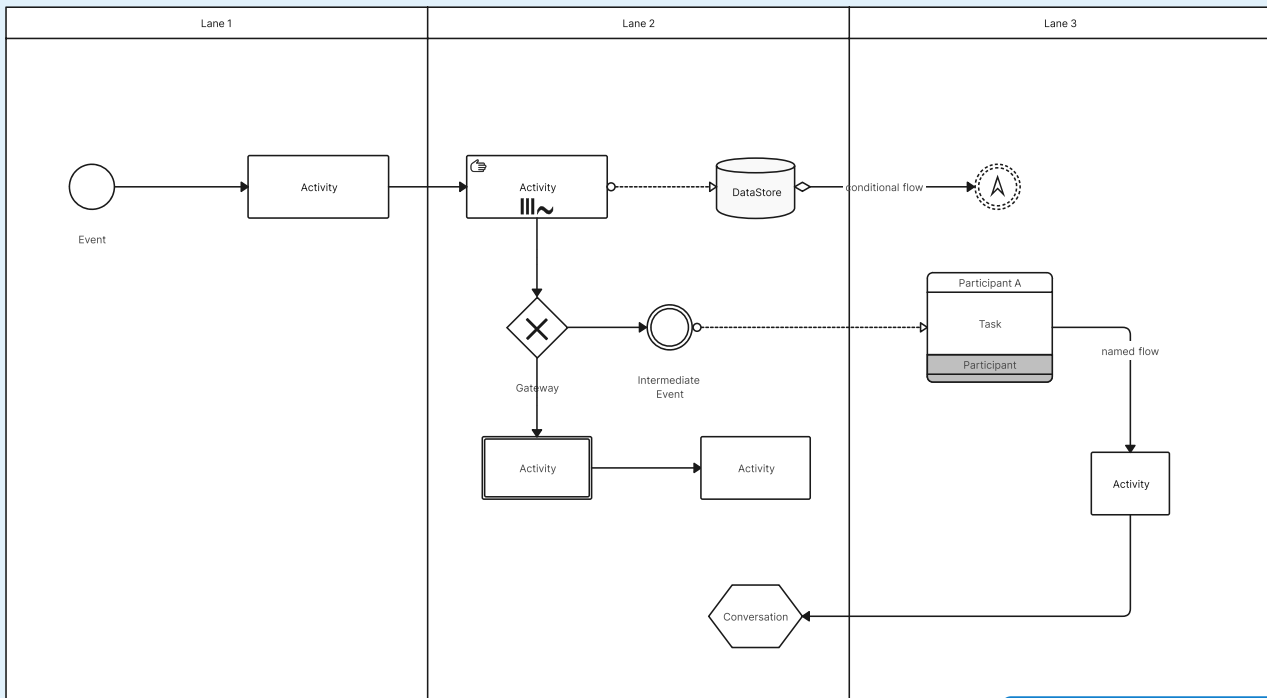 Lane 1
Lane 2
Lane 3
Activity
Activity
DataStore
conditional flow
Event
Participant A
Task
Participant
named flow
Gateway
Intermediate
Event
Activity
Activity
Activity
Conversation